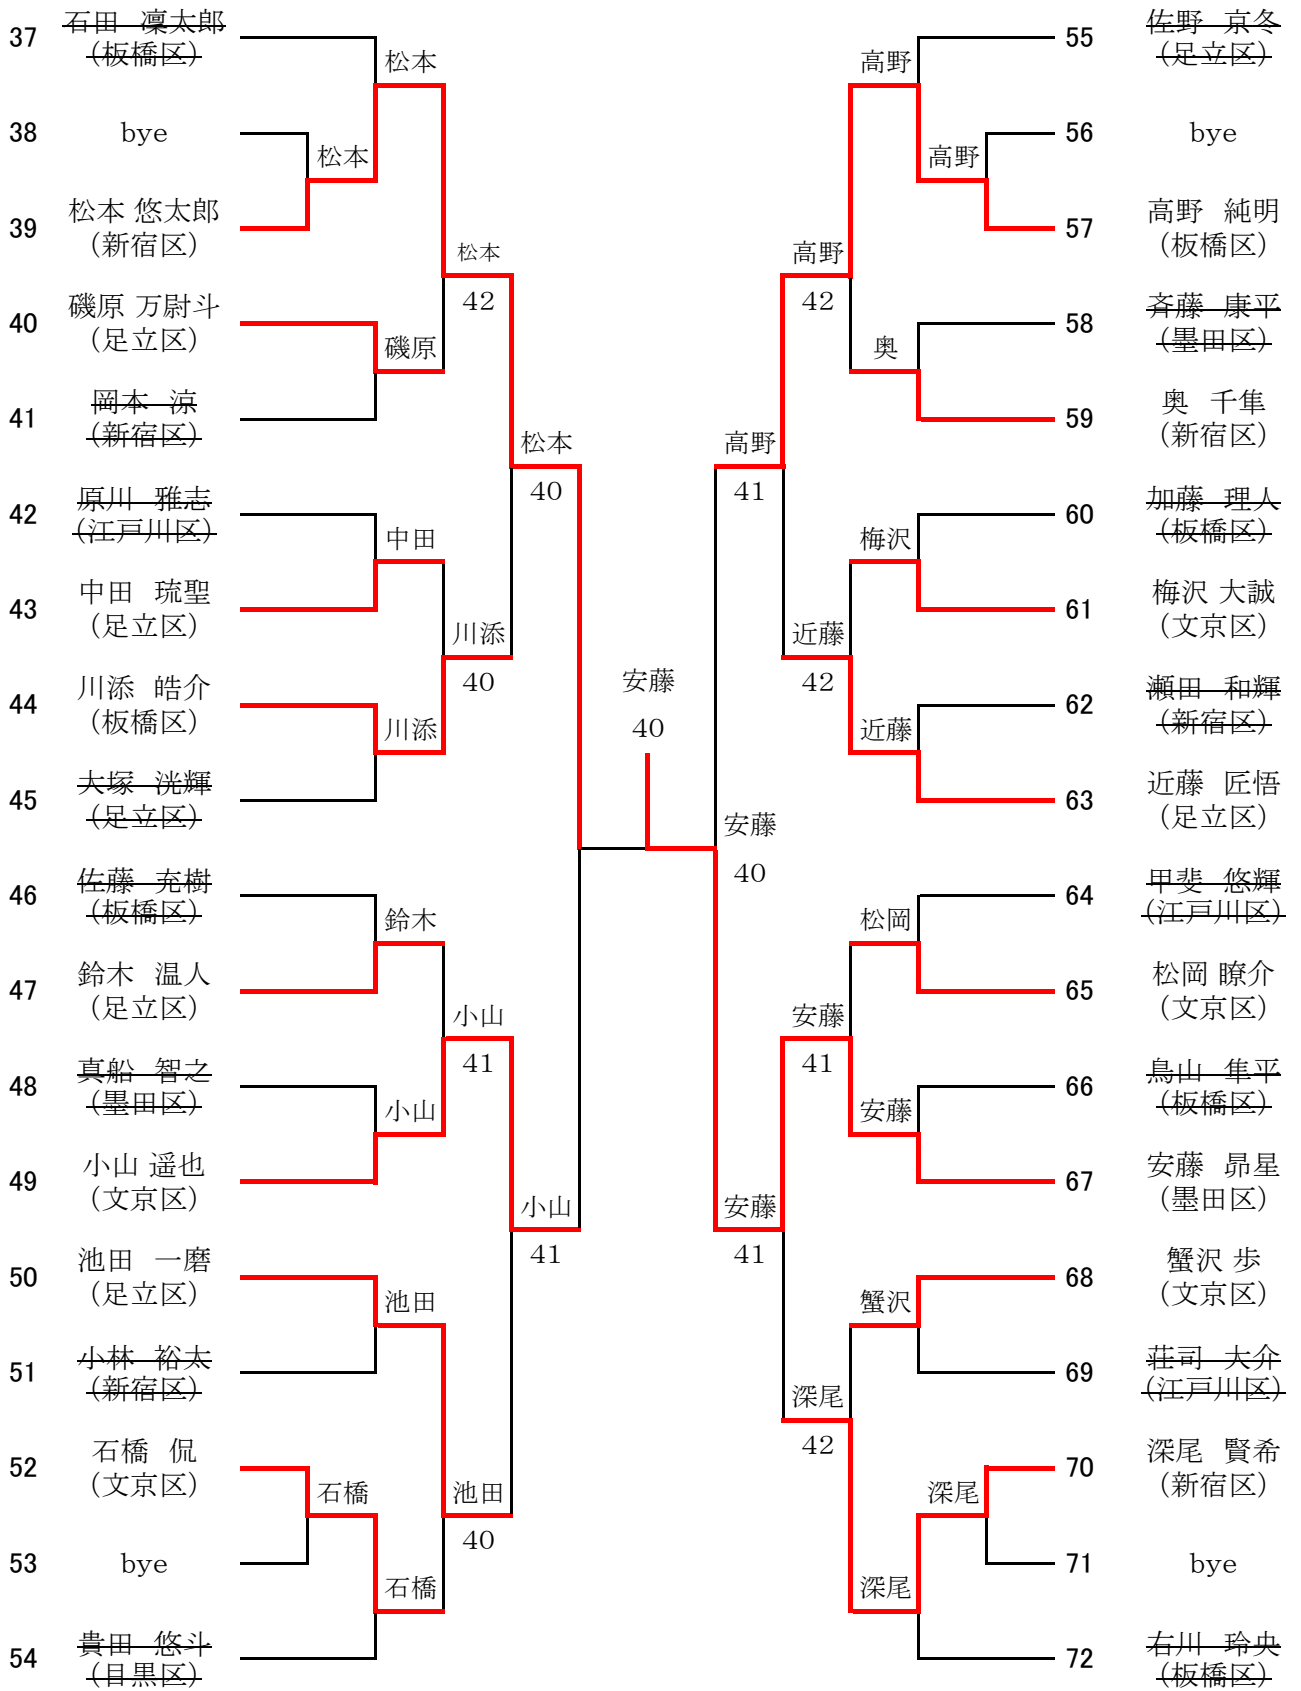 37 石田 凜太郎
(板橋区)
38 bye
39 松本 悠太郎
(新宿区)
40 磯原 万尉斗
(足立区)
41 岡本 涼
(新宿区)
42 原川 雅志
(江戸川区)
43 中田 琉聖
(足立区)
44 川添 皓介
(板橋区)
45 大塚 洸輝
(足立区)
46 佐藤 充樹
(板橋区)
47 鈴木 温人
(足立区)
48 真船 智之
(墨田区)
49 小山 遥也
(文京区)
50 池田 一磨
(足立区)
51 小林 裕太
(新宿区)
52 石橋 侃
(文京区)
53 bye
54 貴田 悠斗
(目黒区)
松本
石橋
松本
磯原
中田
川添
鈴木
小山
池田
石橋
松本
42
川添
40
小山
41
池田
40
松本
40
小山
41
安藤
40
高野
41
安藤
40
安藤
41
高野
42
近藤
42
安藤
41
深尾
42
高野
奥
梅沢
近藤
松岡
安藤
蟹沢
深尾
高野
深尾
55 佐野 京冬
(足立区)
56 bye
57 高野 純明
(板橋区)
58 斉藤 康平
(墨田区)
59 奥 千隼
(新宿区)
60 加藤 理人
(板橋区)
61 梅沢 大誠
(文京区)
62 瀬田 和輝
(新宿区)
63 近藤 匠悟
(足立区)
64 甲斐 悠輝
(江戸川区)
65 松岡 瞭介
(文京区)
66 鳥山 隼平
(板橋区)
67 安藤 昴星
(墨田区)
68 蟹沢 歩
(文京区)
69 荘司 大介
(江戸川区)
70 深尾 賢希
(新宿区)
71 bye
72 右川 玲央
(板橋区)